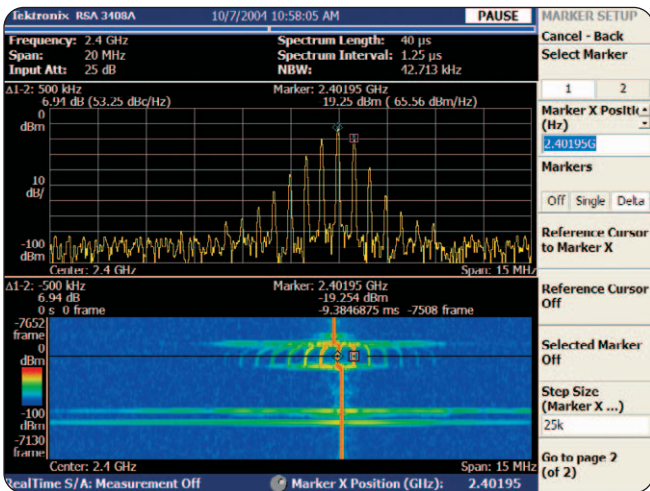 Tektronix RSA 3408A 10/7/2004 10:58:05 AM PAUSE
Frequency: 2.4 GHz Spectrum Length: 40 µs
Span: 20 MHz Spectrum Interval: 1.25 µs
Input Att: 25 dB NBW: 42.713 kHz
Δ1-2: 500 kHz Marker: 2.40195 GHz
6.94 dB (53.25 dBc/Hz) 19.25 dBm ( 65.56 dBm/Hz)
0
dBm
10
dB/
-100
dBm
Center: 2.4 GHz Span: 15 MHz
Δ1-2: -500 kHz Marker: 2.40195 GHz
6.94 dB -19.254 dBm
0 s 0 frame -9.3846875 ms -7508 frame
-7652
frame
0
dBm
-100
dBm
-7130
frame
Center: 2.4 GHz Span: 15 MHz
RealTime S/A: Measurement Off Marker X Position (GHz): 2.40195
MARKER SETUP
Cancel - Back
Select Marker
1 2
Marker X Positi
(Hz)
2.40195G
Markers
Off Single Delta
Reference Cursor
to Marker X
Reference Cursor
Off
Selected Marker
Off
Step Size
(Marker X ...)
25k
Go to page 2
(of 2)